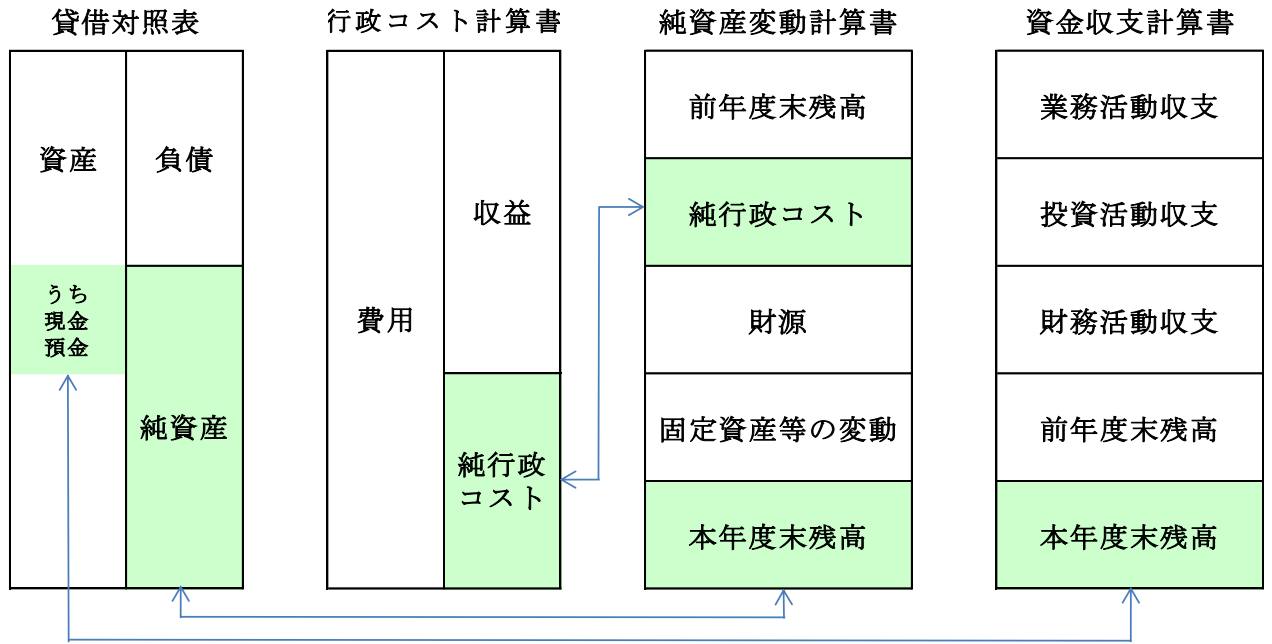 貸借対照表
資産
負債
うち
現金
預金
純資産
行政コスト計算書
費用
収益
純行政
コスト
純資産変動計算書
前年度末残高
純行政コスト
財源
固定資産等の変動
本年度末残高
資金収支計算書
業務活動収支
投資活動収支
財務活動収支
前年度末残高
本年度末残高